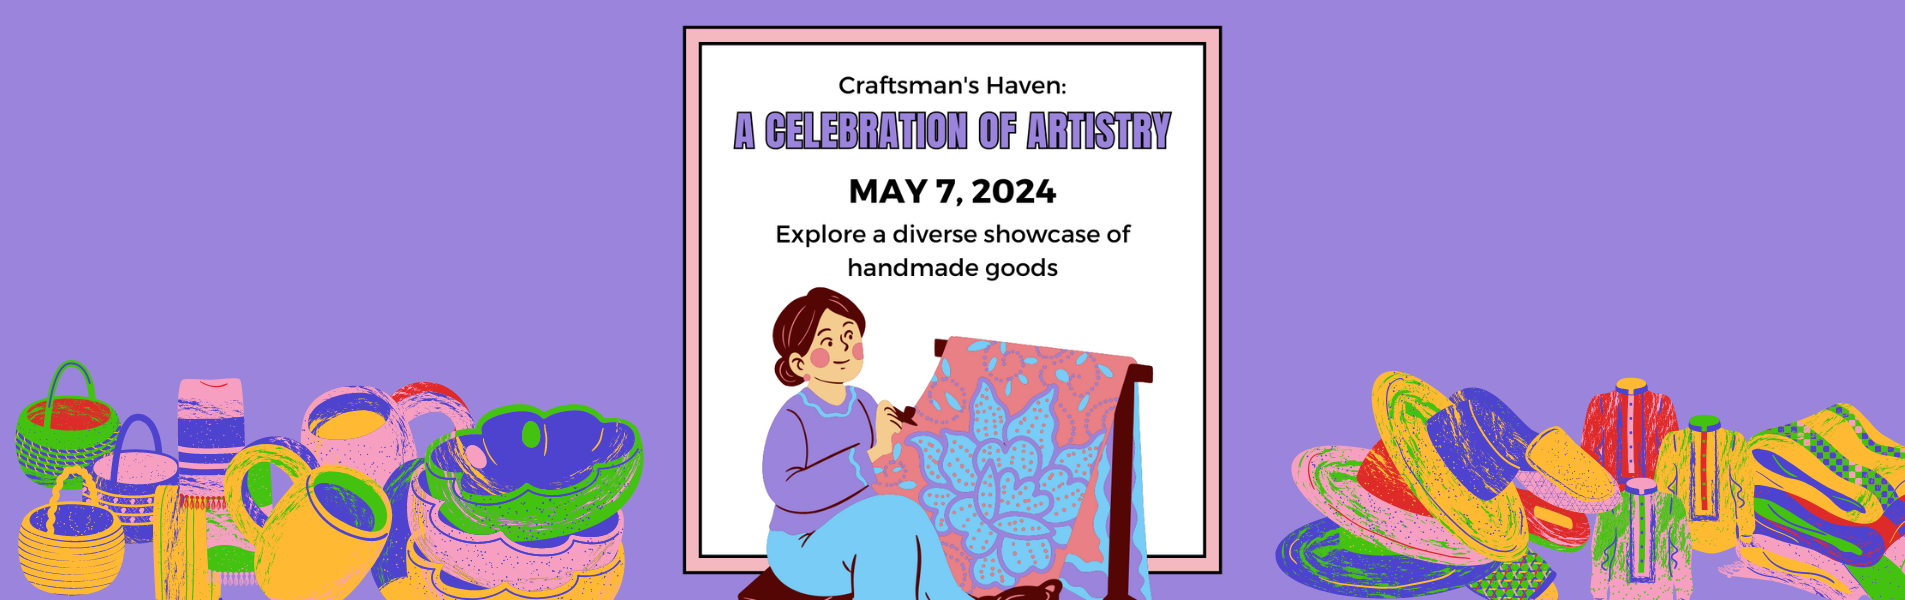 Craftsman's Haven:
A CELEBRATION OF ARTISTRY
MAY 7, 2024
Explore a diverse showcase of
handmade goods